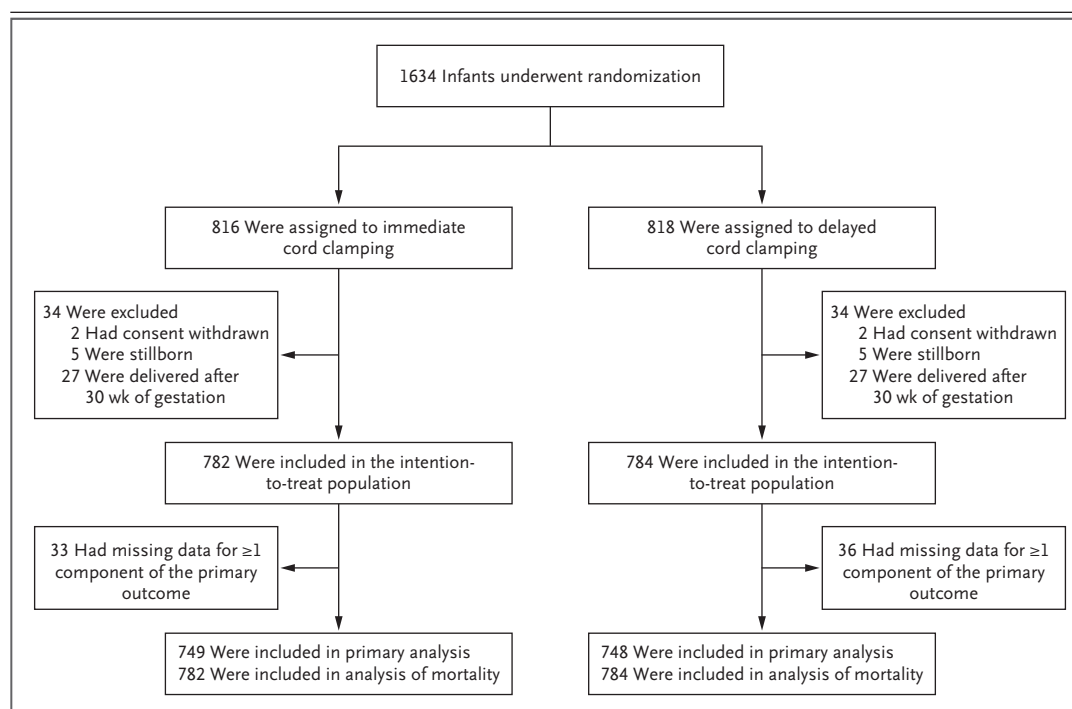 1634 Infants underwent randomization
816 Were assigned to immediate
cord clamping
818 Were assigned to delayed
cord clamping
34 Were excluded
2 Had consent withdrawn
5 Were stillborn
27 Were delivered after
30 wk of gestation
34 Were excluded
2 Had consent withdrawn
5 Were stillborn
27 Were delivered after
30 wk of gestation
782 Were included in the intention-
to-treat population
784 Were included in the intention-
to-treat population
33 Had missing data for ≥1
component of the primary
outcome
36 Had missing data for ≥1
component of the primary
outcome
749 Were included in primary analysis
782 Were included in analysis of mortality
748 Were included in primary analysis
784 Were included in analysis of mortality